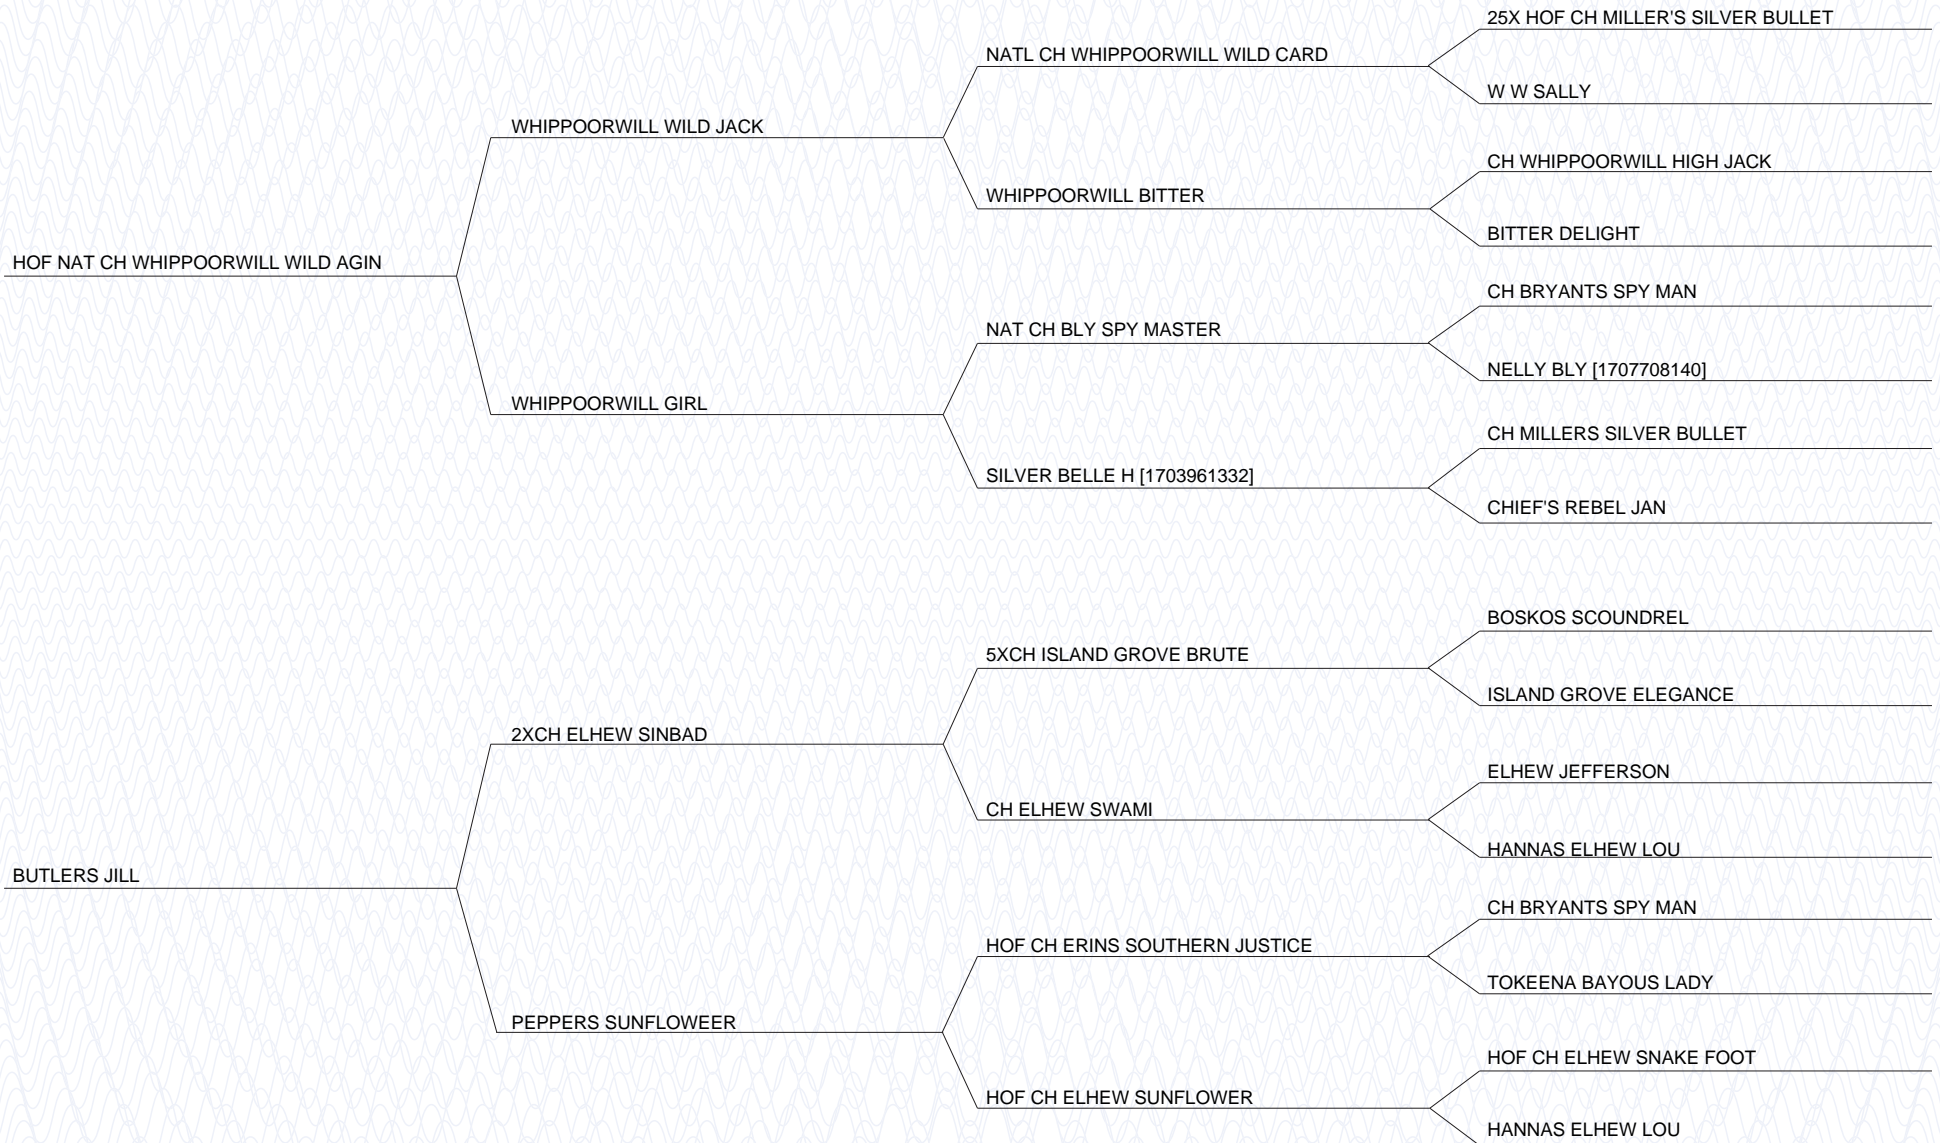 25X HOF CH MILLER'S SILVER BULLET
NATL CH WHIPPOORWILL WILD CARD
W W SALLY
WHIPPOORWILL WILD JACK
CH WHIPPOORWILL HIGH JACK
WHIPPOORWILL BITTER
BITTER DELIGHT
HOF NAT CH WHIPPOORWILL WILD AGIN
CH BRYANTS SPY MAN
NAT CH BLY SPY MASTER
NELLY BLY [1707708140]
WHIPPOORWILL GIRL
CH MILLERS SILVER BULLET
SILVER BELLE H [1703961332]
CHIEF'S REBEL JAN
BOSKOS SCOUNDREL
5XCH ISLAND GROVE BRUTE
ISLAND GROVE ELEGANCE
2XCH ELHEW SINBAD
ELHEW JEFFERSON
CH ELHEW SWAMI
HANNAS ELHEW LOU
BUTLERS JILL
CH BRYANTS SPY MAN
HOF CH ERINS SOUTHERN JUSTICE
TOKEENA BAYOUS LADY
PEPPERS SUNFLOWEER
HOF CH ELHEW SNAKE FOOT
HOF CH ELHEW SUNFLOWER
HANNAS ELHEW LOU